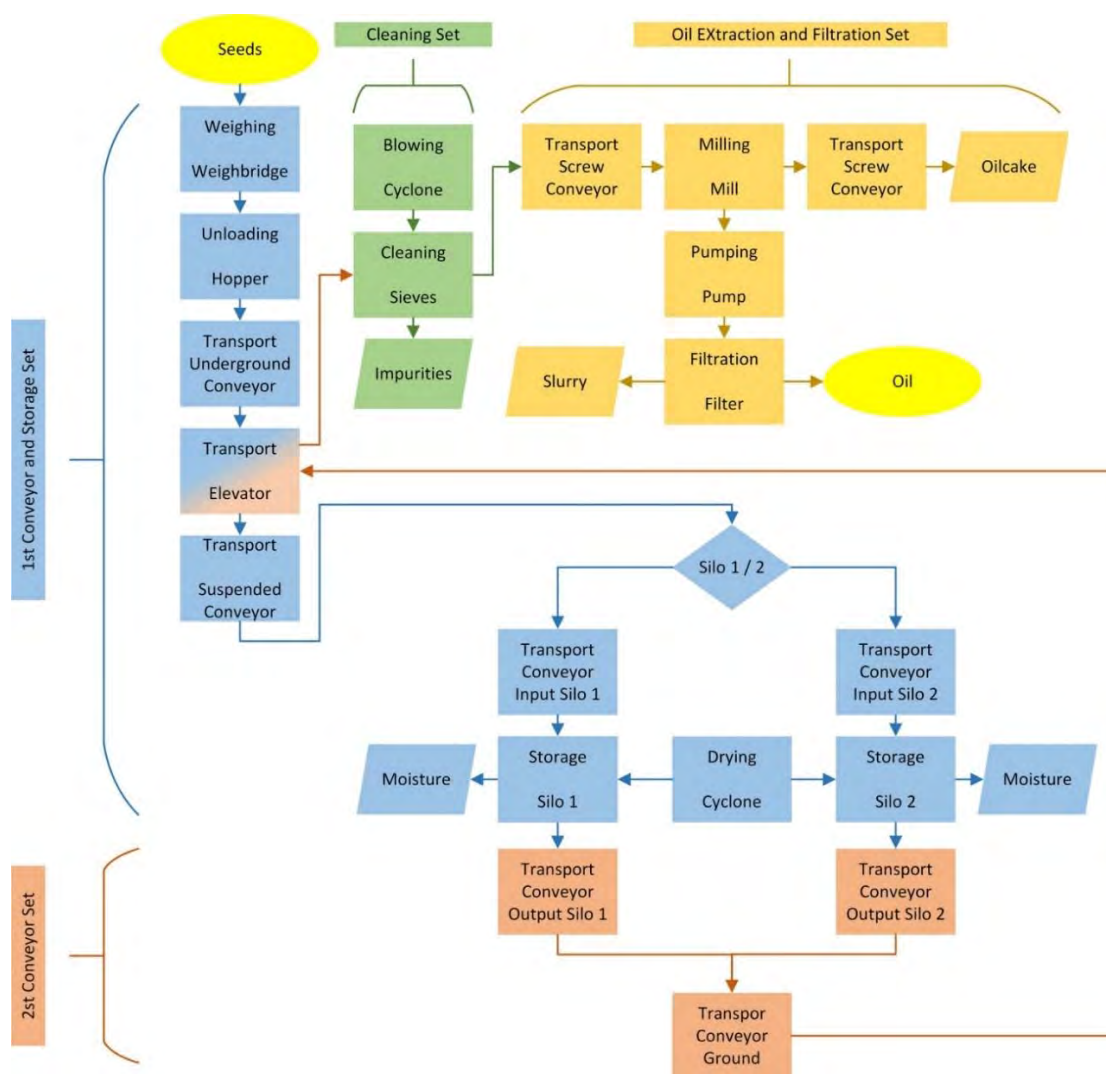 Seeds
Cleaning Set
Oil EXtraction and Filtration Set
Weighing
Weighbridge
Blowing
Cyclone
Transport
Screw
Conveyor
Milling
Mill
Transport
Screw
Conveyor
Oilcake
Unloading
Hopper
Cleaning
Sieves
Pumping
Pump
Transport
Underground
Conveyor
Impurities
Slurry
Filtration
Filter
Oil
1st Conveyor and Storage Set
Transport
Elevator
Transport
Suspended
Conveyor
Silo 1 / 2
Transport
Conveyor
Input Silo 1
Transport
Conveyor
Input Silo 2
Moisture
Storage
Silo 1
Drying
Cyclone
Storage
Silo 2
Moisture
2st Conveyor Set
Transport
Conveyor
Output Silo 1
Transport
Conveyor
Output Silo 2
Transpor
Conveyor
Ground